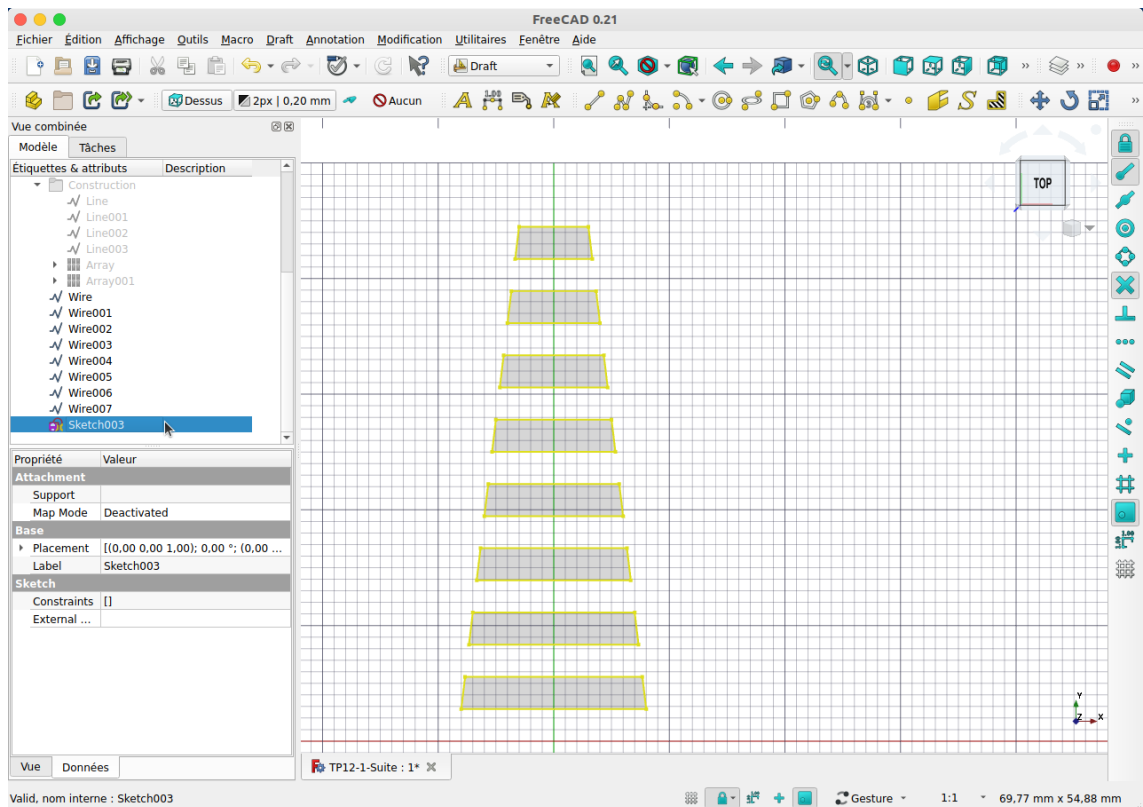 FreeCAD 0.21
Fichier Édition Affichage Outils Macro Draft Annotation Modification Utilitaires Fenêtre Aide
Draft » » »
Dessus 2px | 0,20 mm Aucun A 1.00 »
Vue combinée
Modèle Tâches
Étiquettes & attributs Description
Construction
Line
Line001
Line002
Line003
Array
Array001
Wire
Wire001
Wire002
Wire003
Wire004
Wire005
Wire006
Wire007
Sketch003
TOP
Propriété Valeur
Attachment
Support
Map Mode Deactivated
Base
Placement [(0,00 0,00 1,00); 0,00 °; (0,00 ...
Label Sketch003
Sketch
Constraints []
External ...
1.00
Y
Z X
Vue Données
TP12-1-Suite : 1*
Valid, nom interne : Sketch003 Gesture 1:1 69,77 mm x 54,88 mm